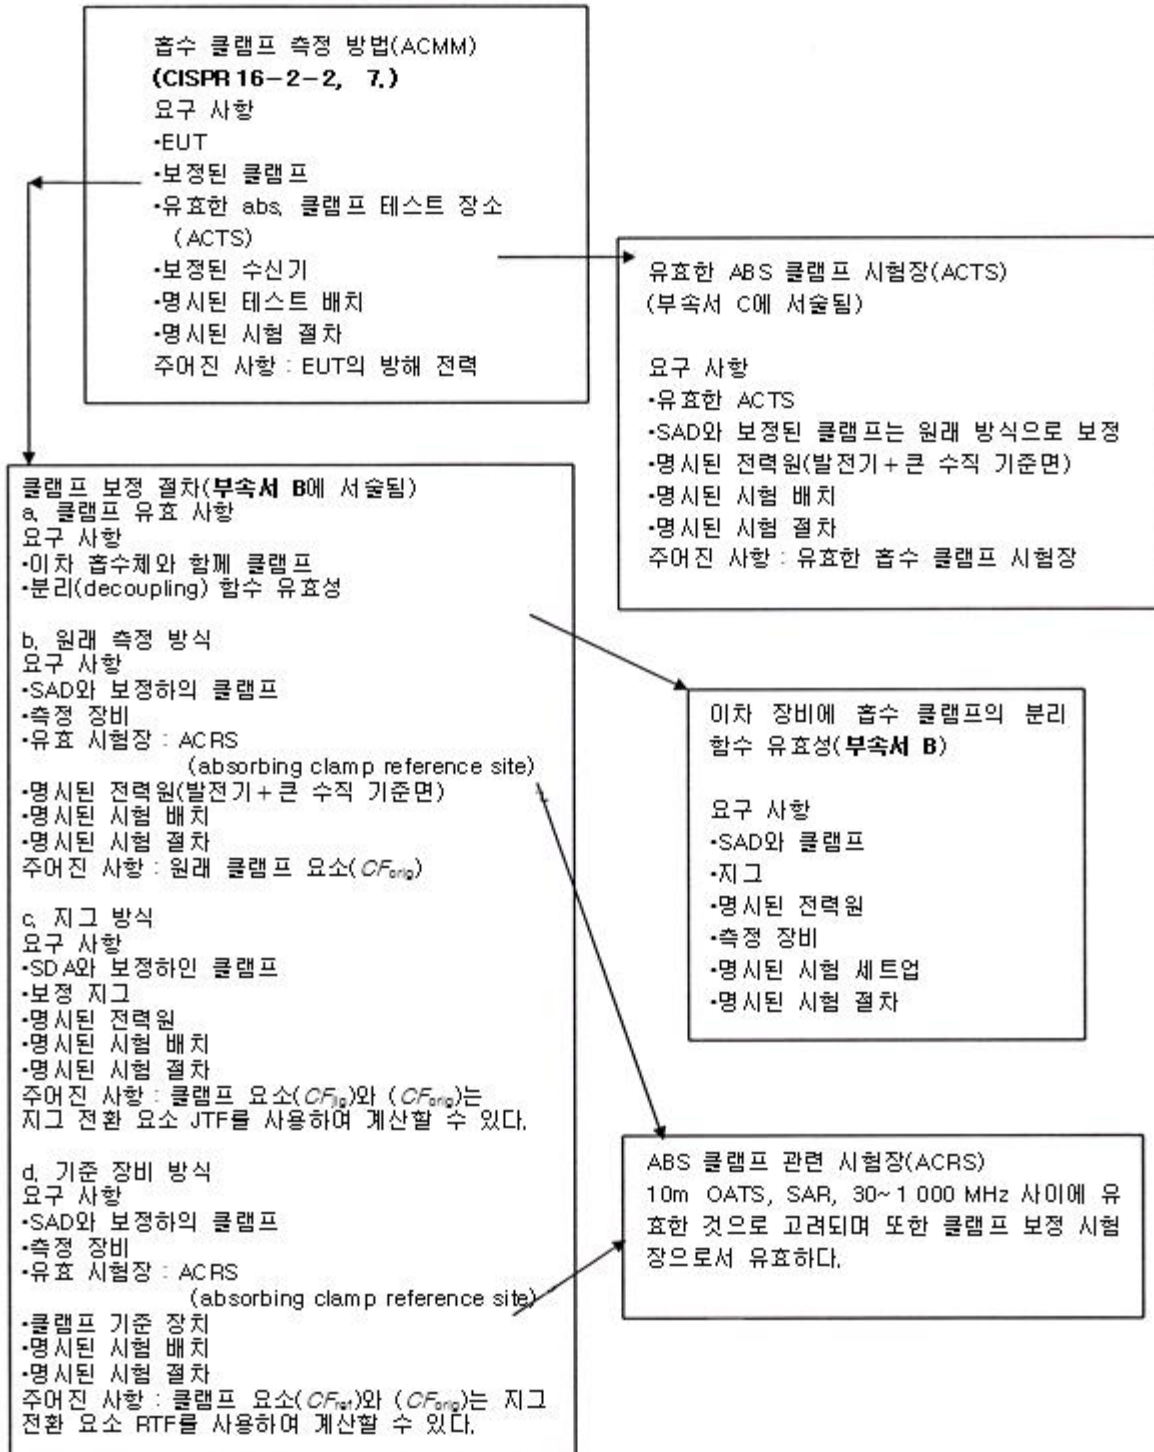 흡수 클램프 측정 방법(ACMM)
(CISPR 16-2-2, 7.)
요구 사항
•EUT
•보정된 클램프
•유효한 abs, 클램프 테스트 장소
(ACTS)
•보정된 수신기
•명시된 테스트 배치
•명시된 시험 절차
주어진 사항 : EUT의 방해 전력
유효한 ABS 클램프 시험장(ACTS)
(부속서 C에 서술됨)
요구 사항
•유효한 ACTS
•SAD와 보정된 클램프는 원래 방식으로 보정
•명시된 전력원(발전기+큰 수직 기준면)
•명시된 시험 배치
•명시된 시험 절차
주어진 사항 : 유효한 흡수 클램프 시험장
클램프 보정 절차(부속서 B에 서술됨)
a, 클램프 유효 사항
요구 사항
•이차 흡수체와 함께 클램프
•분리(decoupling) 함수 유효성
b, 원래 측정 방식
요구 사항
•SAD와 보정하의 클램프
•측정 장비
•유효 시험장 : ACRS
(absorbing clamp reference site)
•명시된 전력원(발전기+큰 수직 기준면)
•명시된 시험 배치
•명시된 시험 절차
주어진 사항 : 원래 클램프 요소(CForig)
c, 지그 방식
요구 사항
•SDA와 보정하인 클램프
•보정 지그
•명시된 전력원
•명시된 시험 배치
•명시된 시험 절차
주어진 사항 : 클램프 요소(CFjig)와 (CForig)는
지그 전환 요소 JTF를 사용하여 계산할 수 있다.
d, 기준 장비 방식
요구 사항
•SAD와 보정하의 클램프
•측정 장비
•유효 시험장 : ACRS
(absorbing clamp reference site)
•클램프 기준 장치
•명시된 시험 배치
•명시된 시험 절차
주어진 사항 : 클램프 요소(CFref)와 (CForig)는 지그
전환 요소 RTF를 사용하여 계산할 수 있다.
이차 장비에 흡수 클램프의 분리
함수 유효성(부속서 B)
요구 사항
•SAD와 클램프
•지그
•명시된 전력원
•측정 장비
•명시된 시험 세트업
•명시된 시험 절차
ABS 클램프 관련 시험장(ACRS)
10m OATS, SAR, 30~1 000 MHz 사이에 유
효한 것으로 고려되며 또한 클램프 보정 시험
장으로서 유효하다.